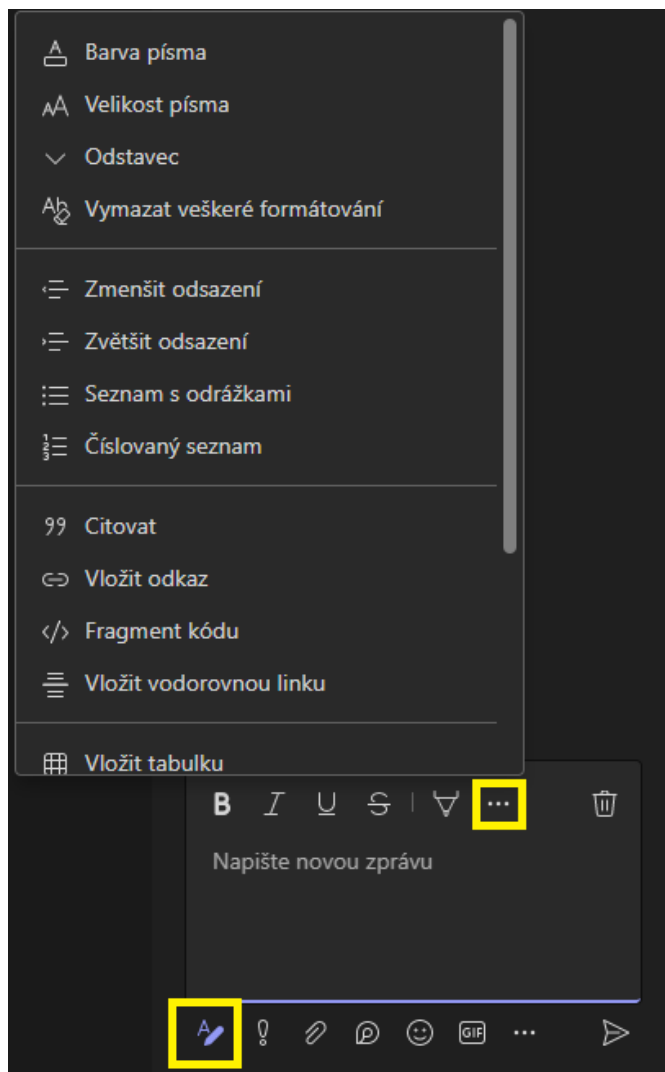 Barva písma
Velikost písma
Odstavec
Vymazat veškeré formátování
Zmenšit odsazení
Zvětšit odsazení
Seznam s odrážkami
Číslovaný seznam
Citovat
Vložit odkaz
Fragment kódu
Vložit vodorovnou linku
Vložit tabulku
B I U S
Napište novou zprávu
GIF